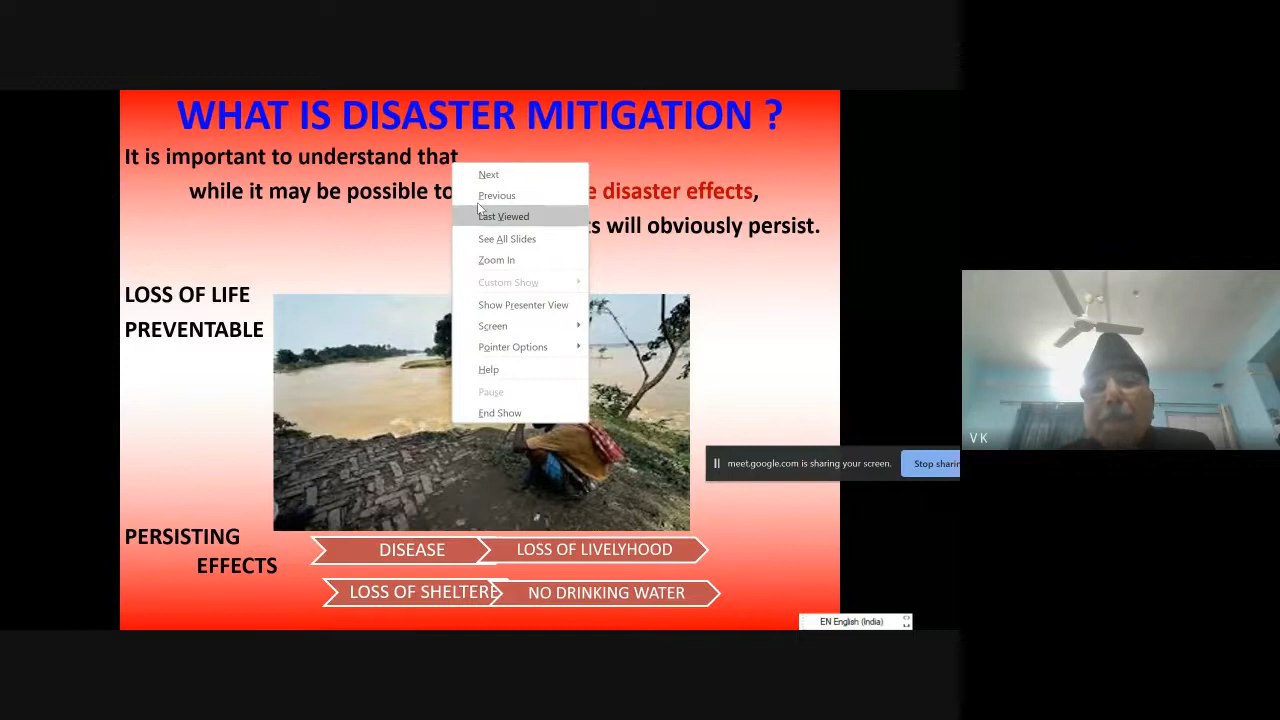 WHAT IS DISASTER MITIGATION ?
It is important to understand that
while it may be possible to
disaster effects,
will obviously persist.
Next
Previous
Last Viewed
See All Slides
Zoom In
Custom Show
Show Presenter View
Screen
Pointer Options
Help
Pause
End Show
LOSS OF LIFE
PREVENTABLE
meet.google.com is sharing your screen.
Stop sharin
V K
PERSISTING
EFFECTS
DISEASE
LOSS OF LIVELYHOOD
LOSS OF SHELTERE
NO DRINKING WATER
EN English (India)